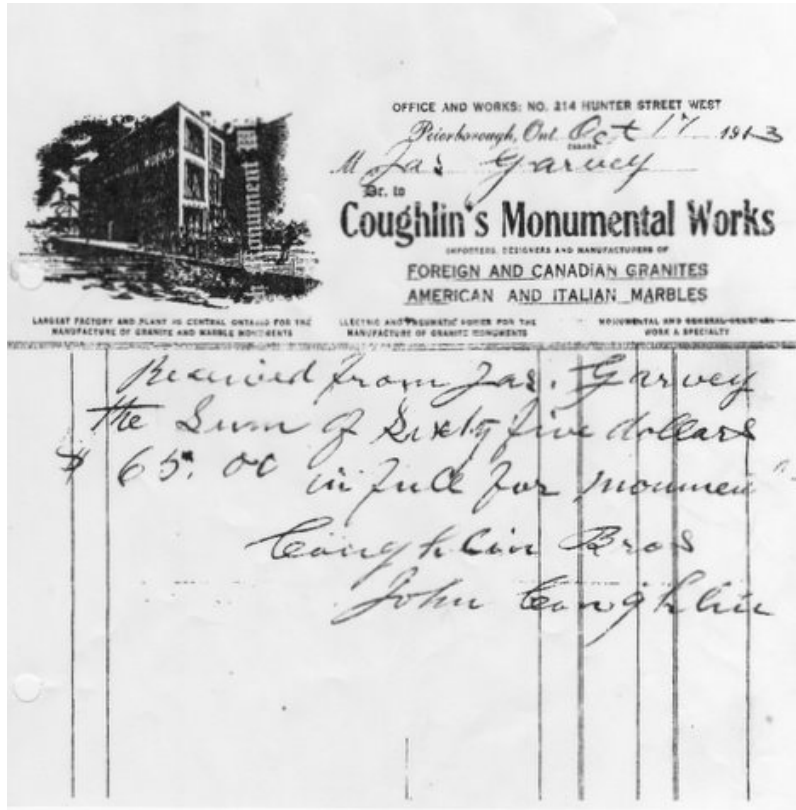 OFFICE AND WORKS: NO. 214 HUNTER STREET WEST
Peterborough, Ont. Oct 17 1913
CANADA
M Jas Garvey
Dr. to
Coughlin's Monumental Works
IMPORTERS, DESIGNERS AND MANUFACTURERS OF
FOREIGN AND CANADIAN GRANITES
AMERICAN AND ITALIAN MARBLES
LARGEST FACTORY AND PLANT IN CENTRAL ONTARIO FOR THE
MANUFACTURE OF GRANITE AND MARBLE MONUMENTS
ELECTRIC AND PNEUMATIC POWER FOR THE
MANUFACTURE OF GRANITE MONUMENTS
MONUMENTAL AND GENERAL
WORK A SPECIALTY
Received from Jas. Garvey
the Sum of Sixty five dollars
$ 65.00 in full for monumen
Coughlin Bros
John Coughlin
WORKS